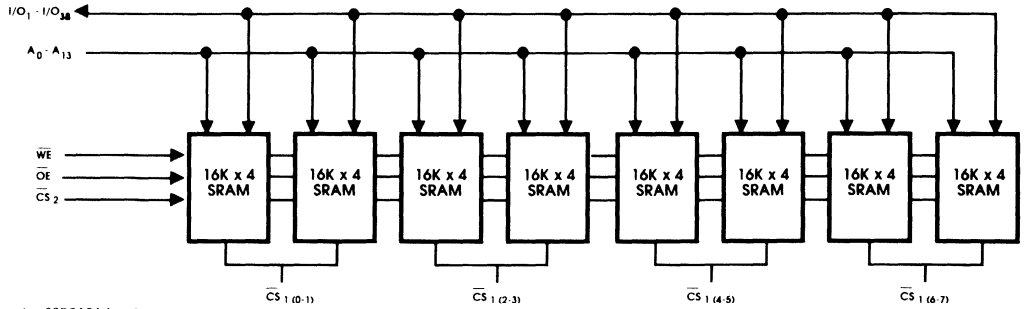 I/O1 - I/O38
A0 - A13
WE
OE
CS 2
16K x 4 SRAM
16K x 4 SRAM
16K x 4 SRAM
16K x 4 SRAM
16K x 4 SRAM
16K x 4 SRAM
16K x 4 SRAM
16K x 4 SRAM
CS 1 (0-1)
CS 1 (2-3)
CS 1 (4-5)
CS 1 (6-7)